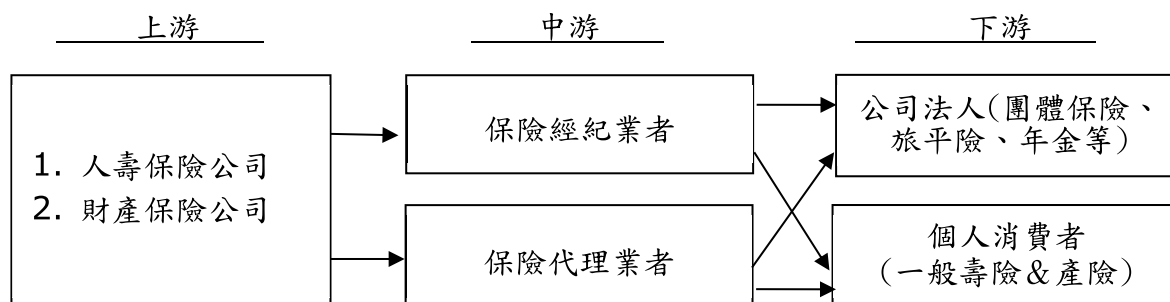 上游
中游
下游
1. 人壽保險公司
2. 財產保險公司
保險經紀業者
保險代理業者
公司法人(團體保險、
旅平險、年金等)
個人消費者
(一般壽險&產險)